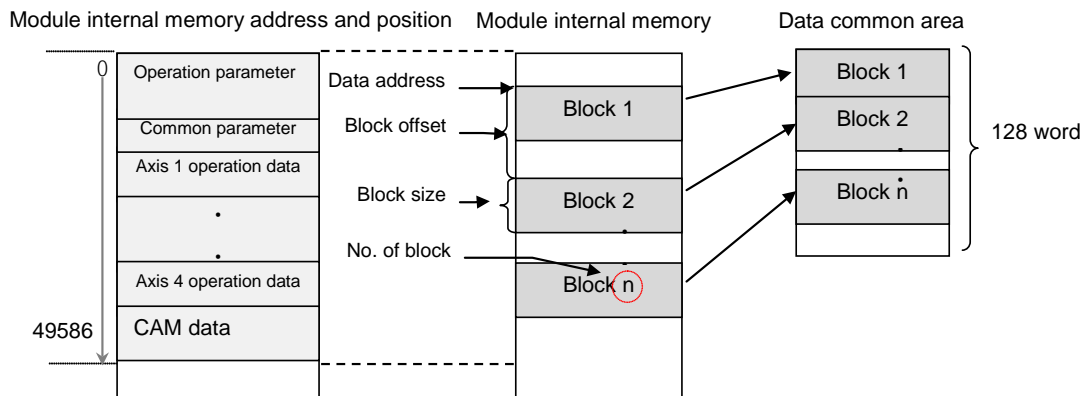 Module internal memory address and position
0
Operation parameter
Common parameter
Axis 1 operation data
Axis 4 operation data
CAM data
49586
Module internal memory
Data address
Block offset
Block size
No. of block
Block 1
Block 2
Block n
Data common area
Block 1
Block 2
Block n
128 word